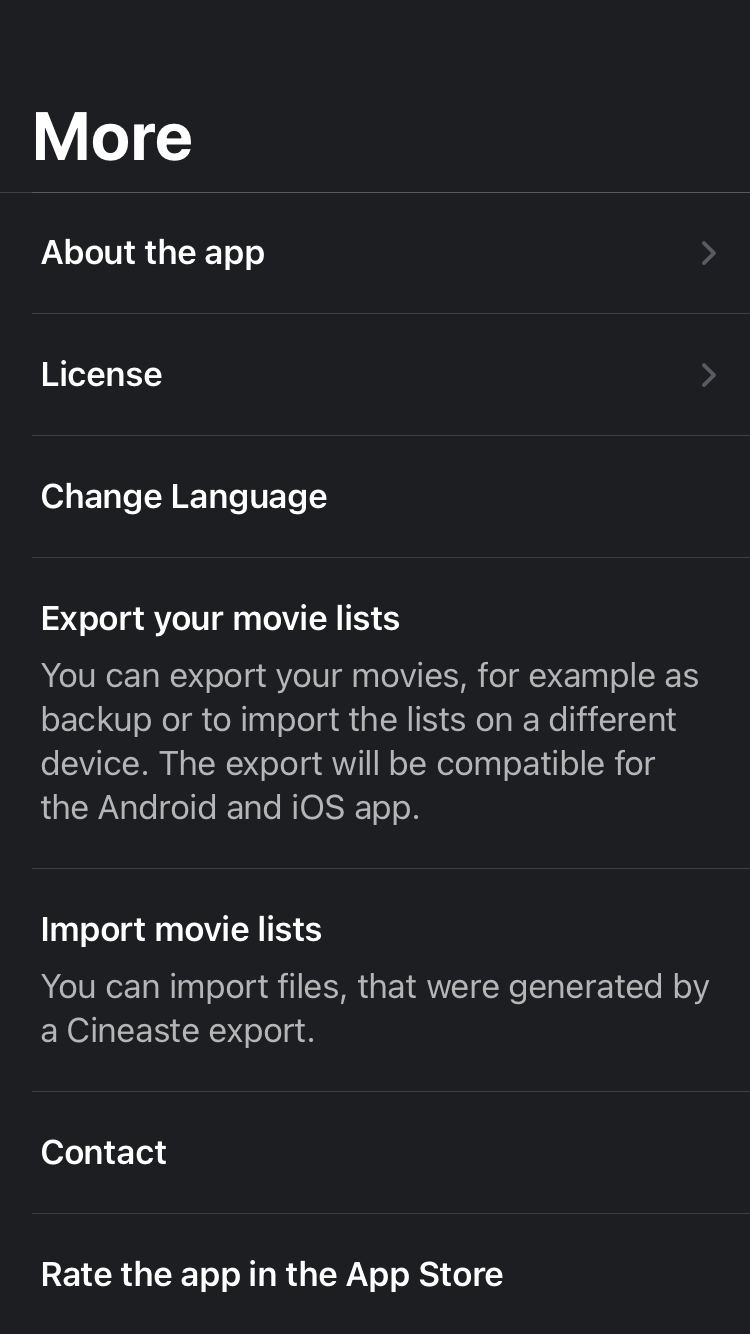 More
About the app
License
Change Language
Export your movie lists
You can export your movies, for example as
backup or to import the lists on a different
device. The export will be compatible for
the Android and iOS app.
Import movie lists
You can import files, that were generated by
a Cineaste export.
Contact
Rate the app in the App Store